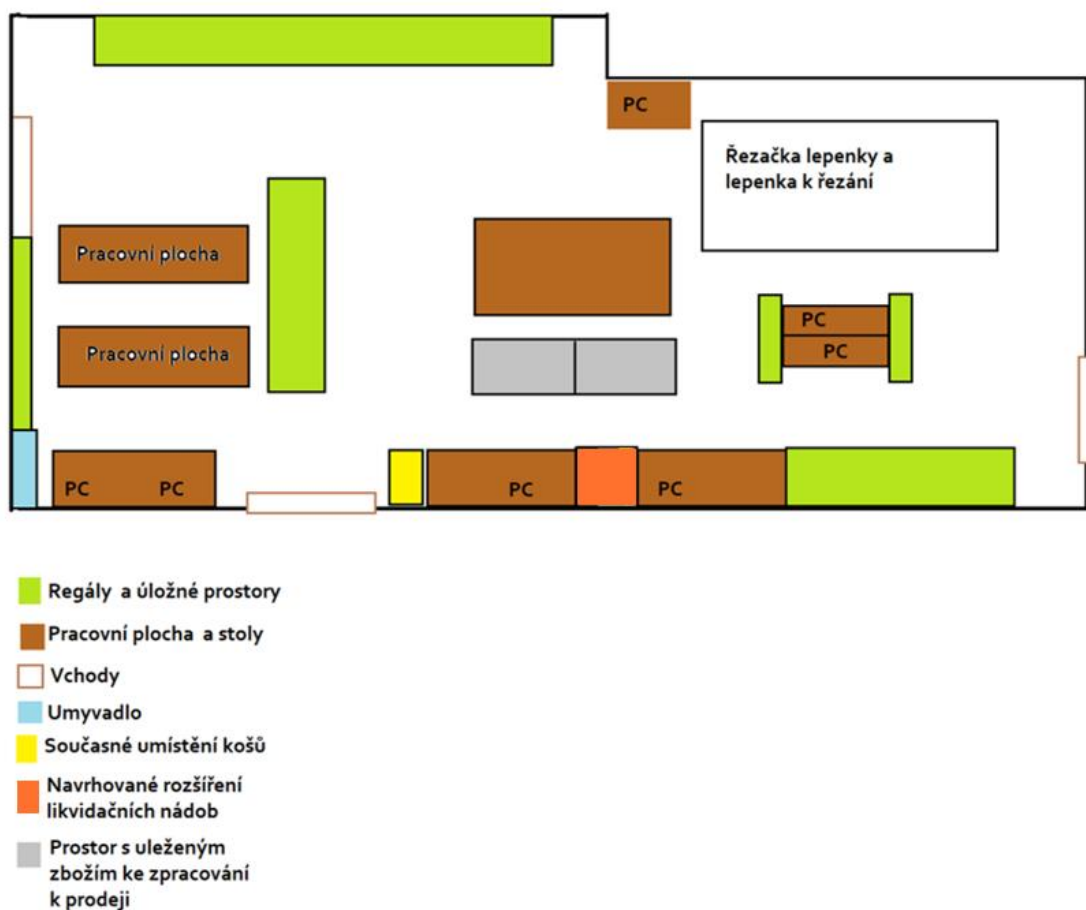 PC
Řezačka lepenky a
lepenka k řezání
Pracovní plocha
PC
Pracovní plocha
PC
PC PC
PC
PC
Regály a úložné prostory
Pracovní plocha a stoly
Vchody
Umyvadlo
Současné umístění košů
Navrhované rozšíření
likvidačních nádob
Prostor s uleženým
zbožím ke zpracování
k prodeji